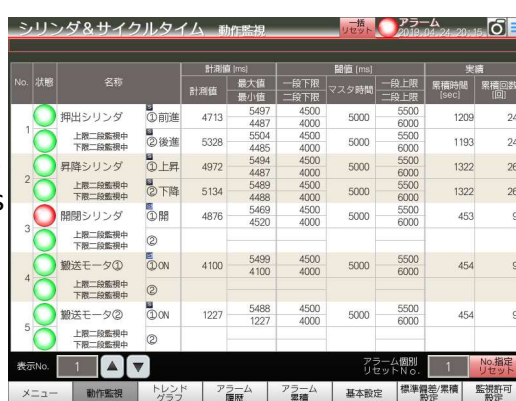 シリンダ&サイクルタイム 動作監視 一括リセット アラーム 2019.04.24 20:15
計測値 [ms] 閾値 [ms] 実績
No. 状態 名称 計測値 最大値 一段下限 マスタ時間 一段上限 累積時間 [sec] 累積回数 [回]
最小値 二段下限 二段上限
1 押出シリンダ ①前進 4713 5497 4500 5000 5500 1209 24
4487 4000 6000
上限二段監視中 下限二段監視中 ②後進 5328 5504 4500 5000 5500 1193 24
4485 4000 6000
2 昇降シリンダ ①上昇 4972 5494 4500 5000 5500 1322 26
4487 4000 6000
上限二段監視中 下限二段監視中 ②下降 5134 5489 4500 5000 5500 1322 26
4488 4000 6000
3 開閉シリンダ ①開 4876 5469 4500 5000 5500 453 9
4520 4000 6000
上限二段監視中 下限二段監視中 ②
4 搬送モータ① ①ON 4100 5499 4500 5000 5500 454 9
4100 4000 6000
上限二段監視中 下限二段監視中 ②
5 搬送モータ② ①ON 1227 5488 4500 5000 5500 454 9
1227 4000 6000
上限二段監視中 下限二段監視中 ②
表示No. 1 アラーム個別リセットNo. 1 No.指定リセット
メニュー 動作監視 トレンドグラフ アラーム履歴 アラーム累積 基本設定 標準偏差/累積設定 監視許可設定
s